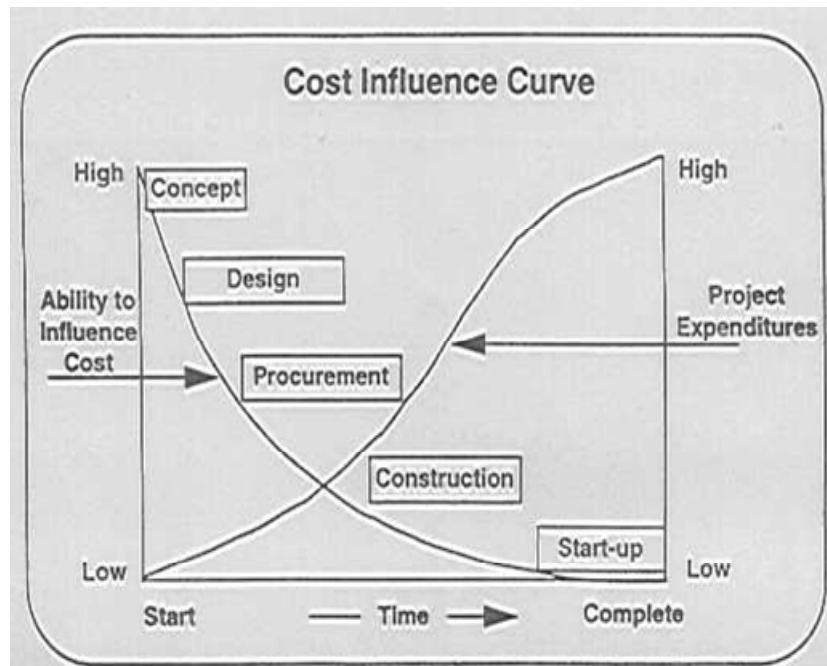 Cost Influence Curve
High
Concept
High
Design
Ability to
Influence
Cost
Project
Expenditures
Procurement
Construction
Start-up
Low
Low
Start
Time
Complete